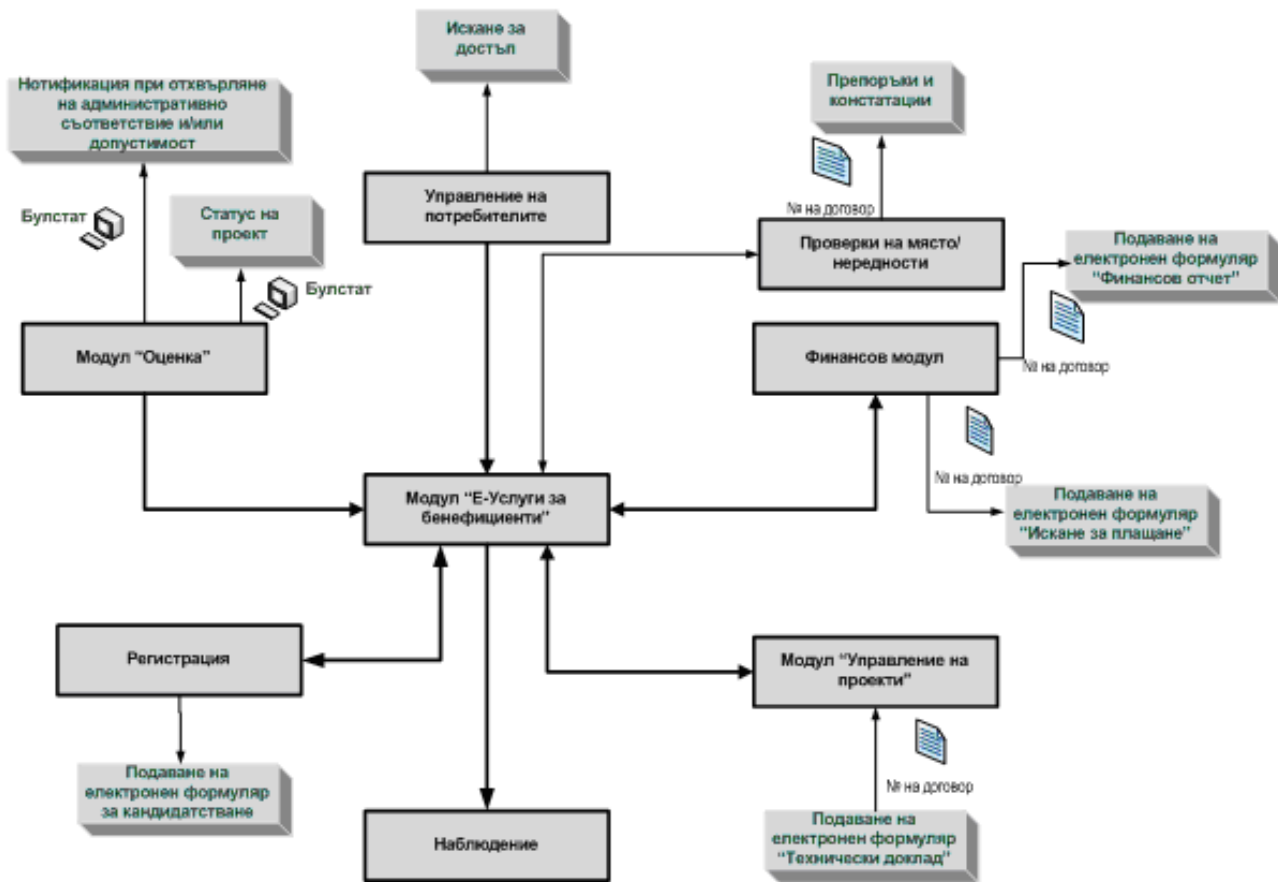 Искане за
достъп
Нотификация при отхвърляне
на административно
съответствие и/или
допустимост
Препоръки и
констатации
Булстат
Статус на
проект
Булстат
Управление на
потребителите
№ на договор
Проверки на място/
нередности
Подаване на
електронен формуляр
“Финансов отчет”
Модул “Оценка”
Финансов модул
№ на договор
№ на договор
Модул “Е-Услуги за
бенефициенти”
Подаване на
електронен формуляр
“Искане за плащане”
Регистрация
Модул “Управление на
проекти”
Подаване на
електронен формуляр
за кандидатстване
№ на договор
Наблюдение
Подаване на
електронен формуляр
“Технически доклад”